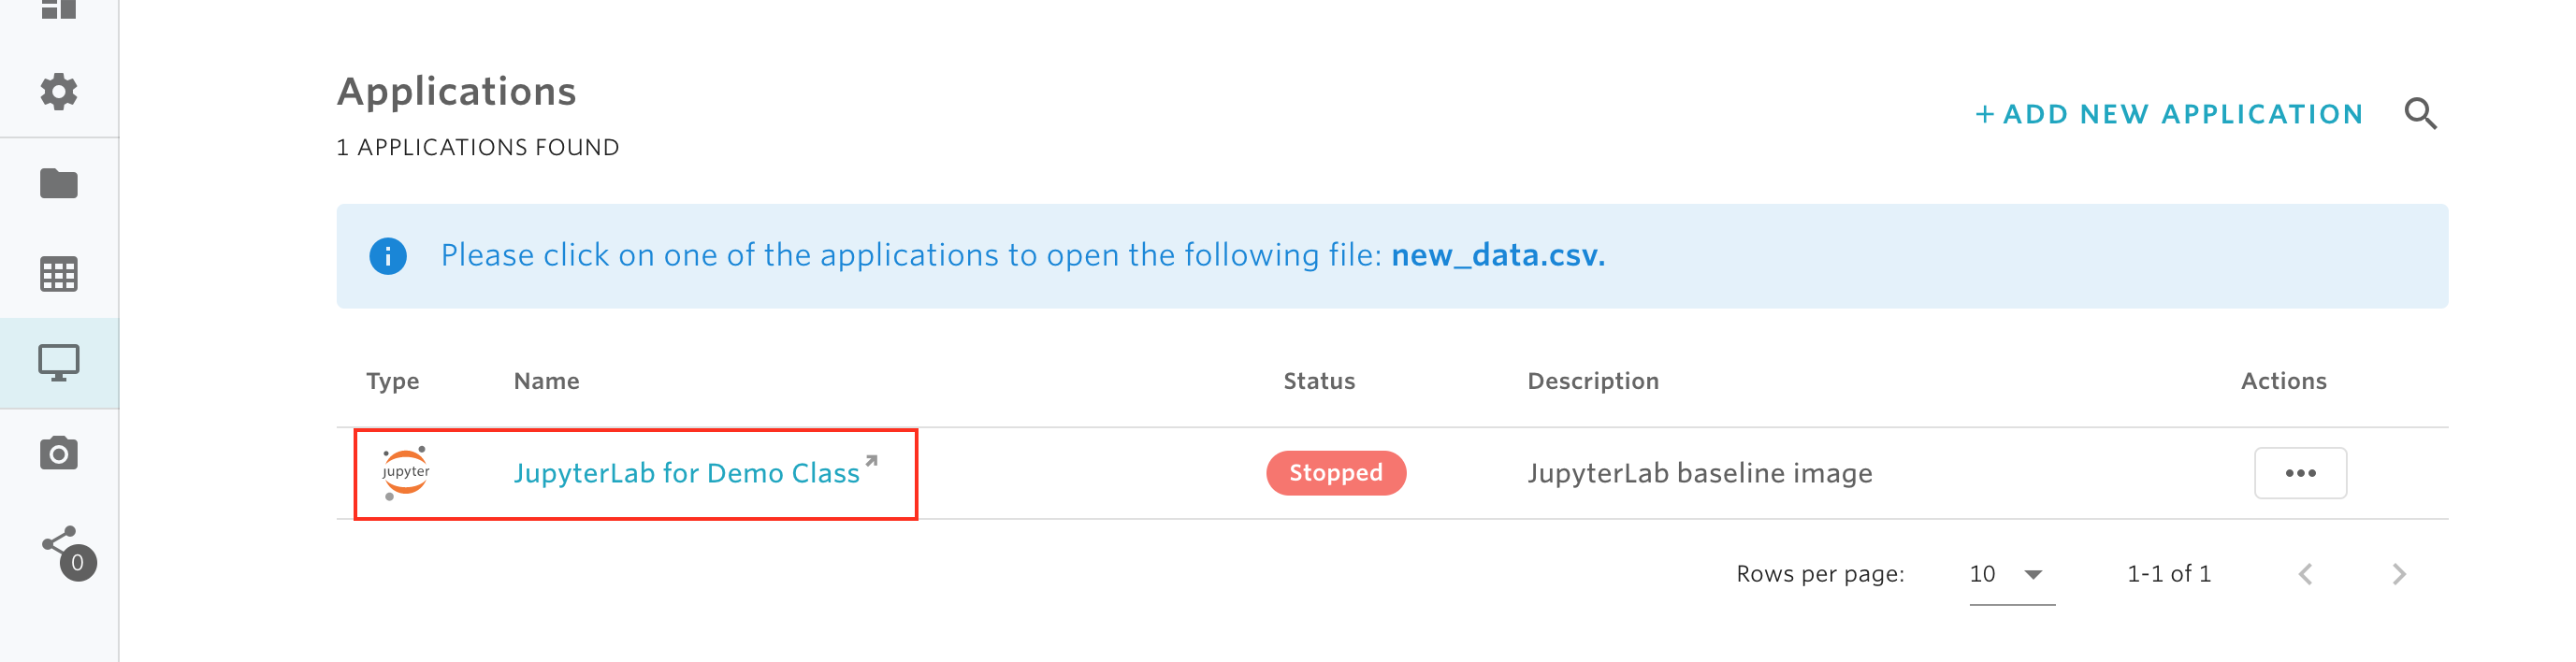 Applications
1 APPLICATIONS FOUND
+ ADD NEW APPLICATION
Please click on one of the applications to open the following file: new_data.csv.
Type Name Status Description Actions
jupyter JupyterLab for Demo Class Stopped JupyterLab baseline image
0
Rows per page: 10 1-1 of 1